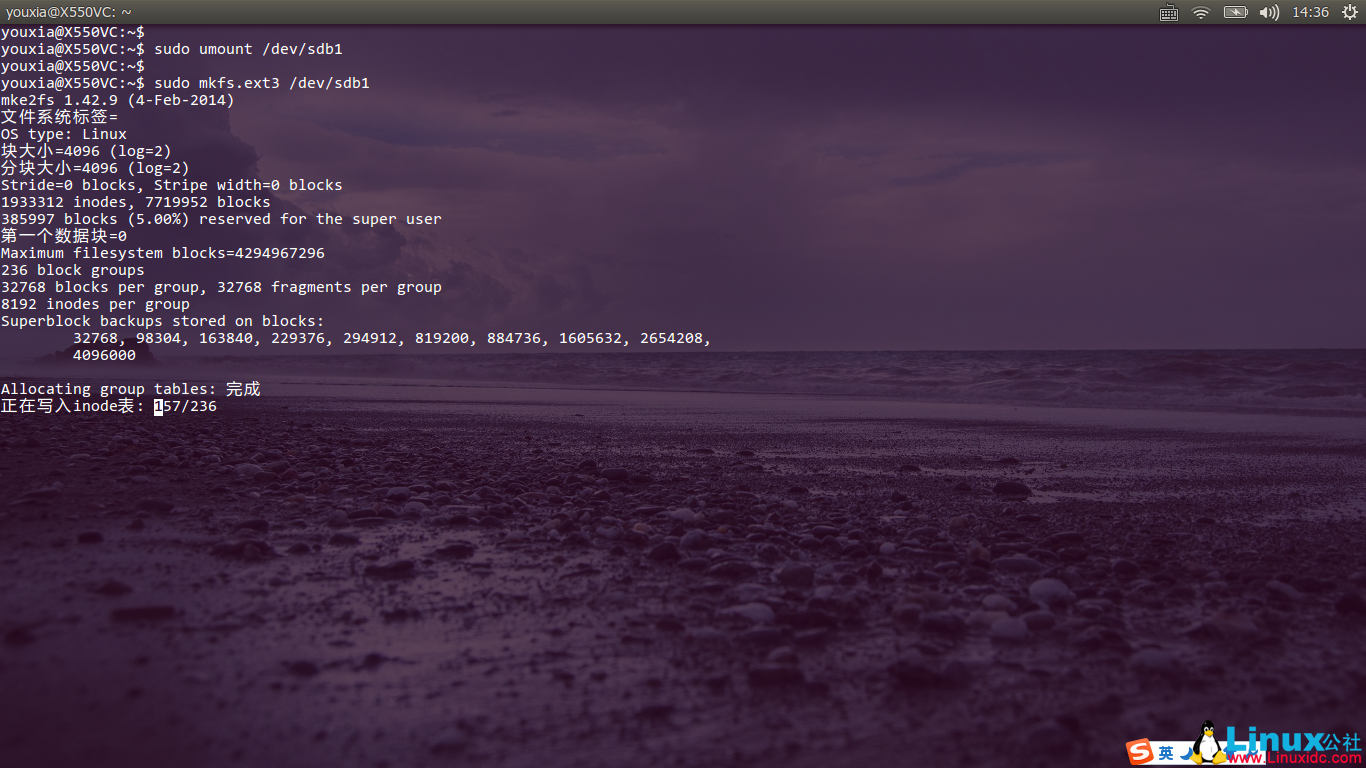 youxia@X550VC: ~
14:36
youxia@X550VC:~$
youxia@X550VC:~$ sudo umount /dev/sdb1
youxia@X550VC:~$
youxia@X550VC:~$ sudo mkfs.ext3 /dev/sdb1
mke2fs 1.42.9 (4-Feb-2014)
文件系统标签=
OS type: Linux
块大小=4096 (log=2)
分块大小=4096 (log=2)
Stride=0 blocks, Stripe width=0 blocks
1933312 inodes, 7719952 blocks
385997 blocks (5.00%) reserved for the super user
第一个数据块=0
Maximum filesystem blocks=4294967296
236 block groups
32768 blocks per group, 32768 fragments per group
8192 inodes per group
Superblock backups stored on blocks:
32768, 98304, 163840, 229376, 294912, 819200, 884736, 1605632, 2654208,
4096000
Allocating group tables: 完成
正在写入inode表: 157/236
S 英
Linux公社
www.Linuxidc.com